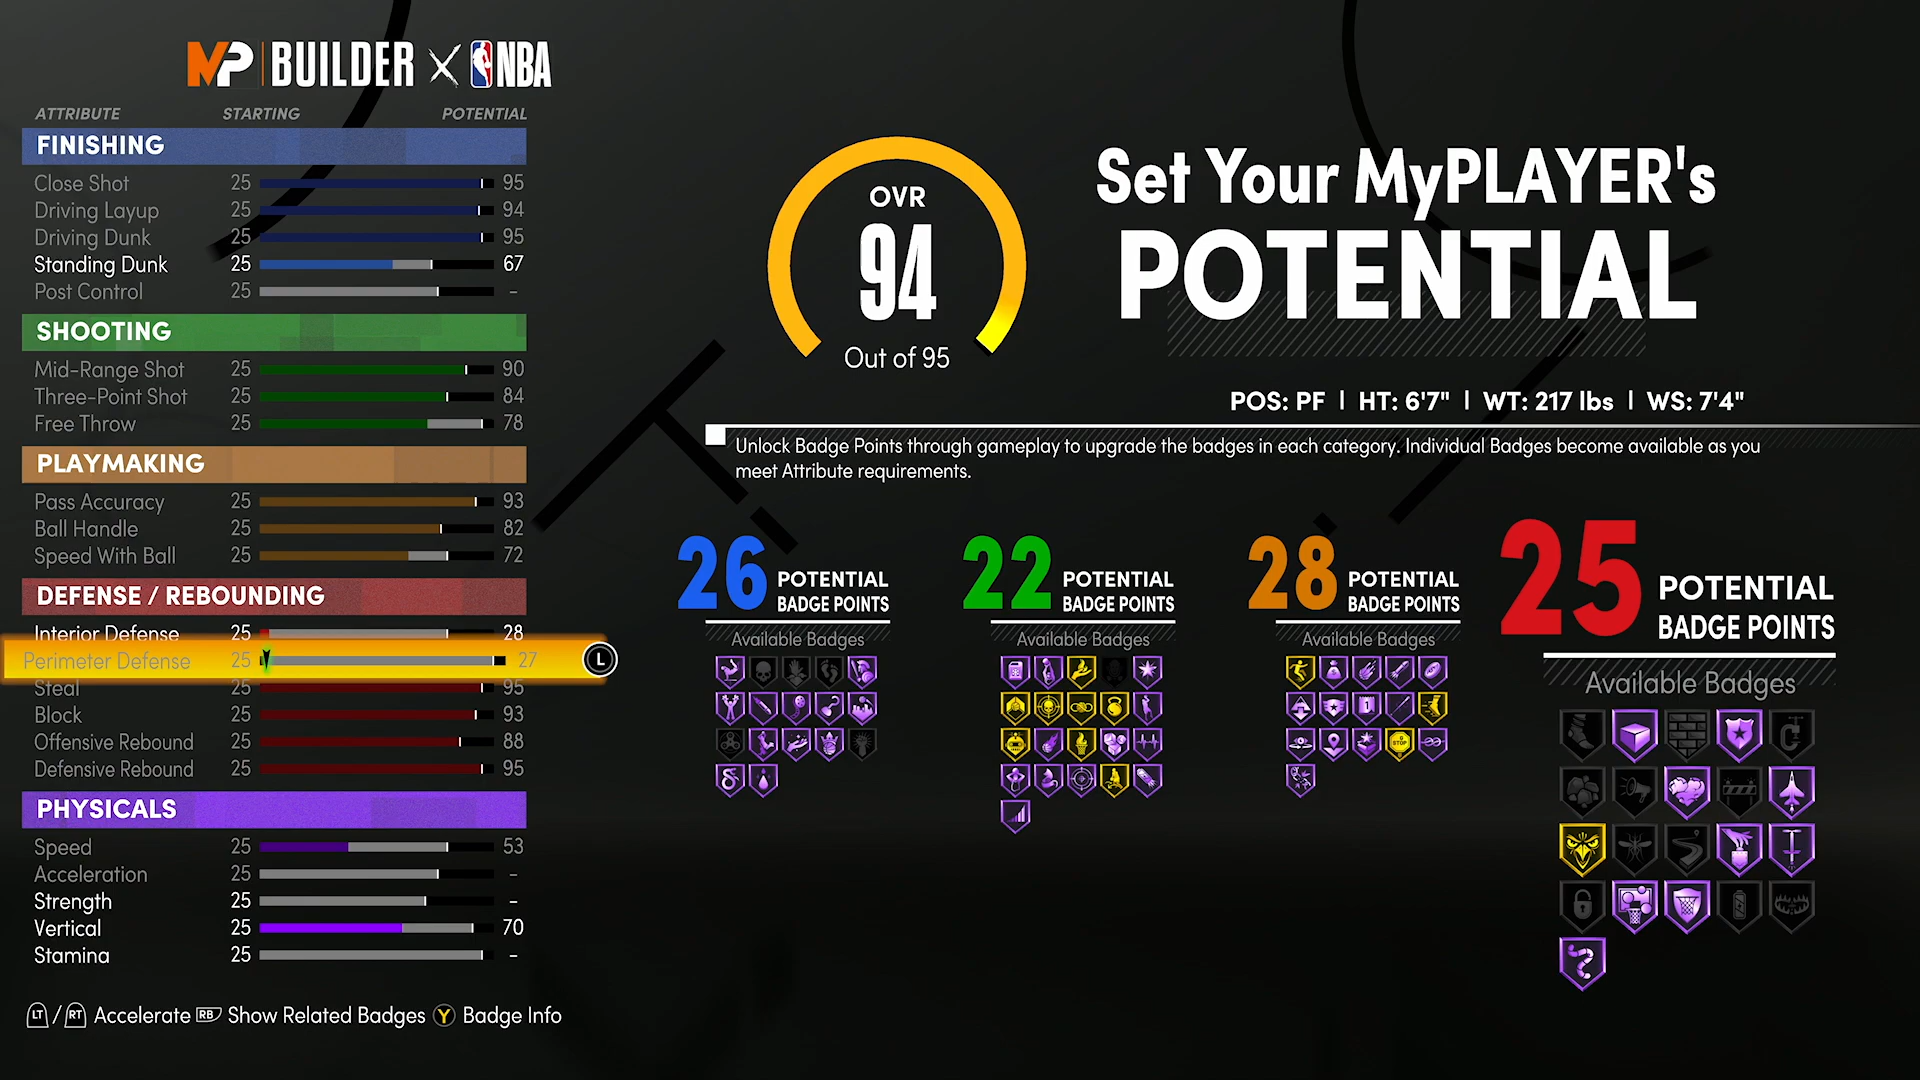 MP | BUILDER X NBA
ATTRIBUTE STARTING POTENTIAL
FINISHING
Close Shot 25 95
Driving Layup 25 94
Driving Dunk 25 95
Standing Dunk 25 67
Post Control 25 -
SHOOTING
Mid-Range Shot 25 90
Three-Point Shot 25 84
Free Throw 25 78
PLAYMAKING
Pass Accuracy 25 93
Ball Handle 25 82
Speed With Ball 25 72
DEFENSE / REBOUNDING
Interior Defense 25 28
Perimeter Defense 25 27 L
Steal 25 95
Block 25 93
Offensive Rebound 25 88
Defensive Rebound 25 95
PHYSICALS
Speed 25 53
Acceleration 25 -
Strength 25 -
Vertical 25 70
Stamina 25 -
LT / RT Accelerate RB Show Related Badges Y Badge Info
OVR
94
Out of 95
Set Your MyPLAYER's
POTENTIAL
POS: PF | HT: 6'7" | WT: 217 lbs | WS: 7'4"
Unlock Badge Points through gameplay to upgrade the badges in each category. Individual Badges become available as you
meet Attribute requirements.
26 POTENTIAL
BADGE POINTS
Available Badges
22 POTENTIAL
BADGE POINTS
Available Badges
28 POTENTIAL
BADGE POINTS
Available Badges
STOP
25 POTENTIAL
BADGE POINTS
Available Badges